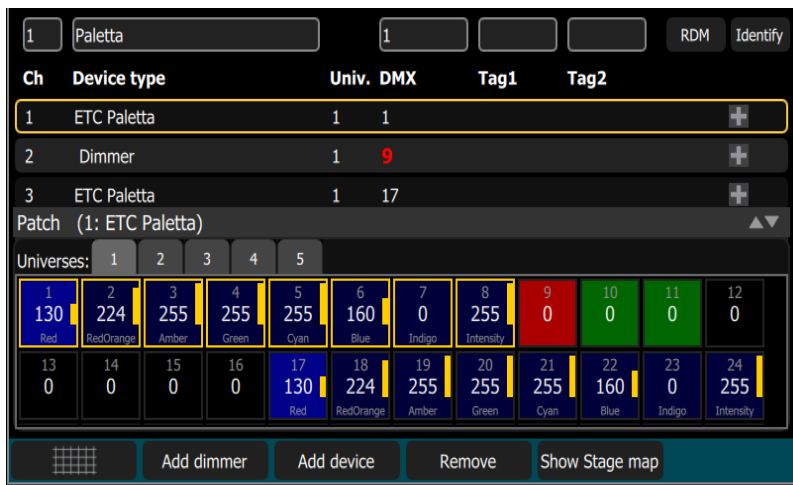 1 Paletta 1 RDM Identify
Ch Device type Univ. DMX Tag1 Tag2
1 ETC Paletta 1 1
2 Dimmer 1 9
3 ETC Paletta 1 17
Patch (1: ETC Paletta)
Universes: 1 2 3 4 5
1 2 3 4 5 6 7 8 9 10 11 12
130 224 255 255 255 160 0 255 0 0 0 0
Red RedOrange Amber Green Cyan Blue Indigo Intensity
13 14 15 16 17 18 19 20 21 22 23 24
0 0 0 0 130 224 255 255 255 160 0 255
Red RedOrange Amber Green Cyan Blue Indigo Intensity
Add dimmer Add device Remove Show Stage map